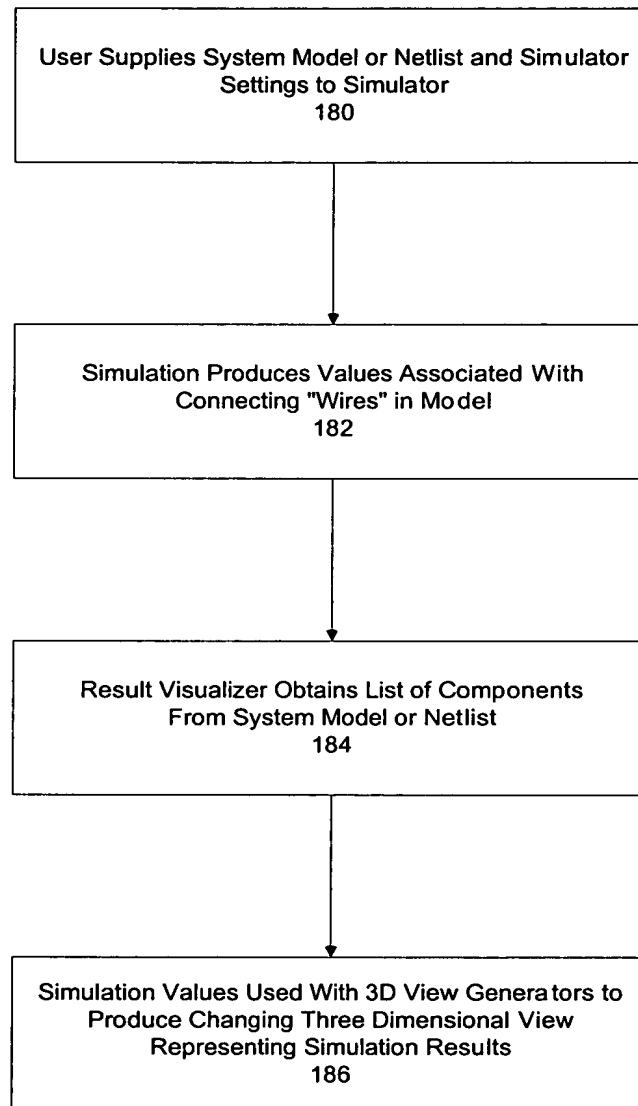 User Supplies System Model or Netlist and Simulator
Settings to Simulator
180
Simulation Produces Values Associated With
Connecting "Wires" in Model
182
Result Visualizer Obtains List of Components
From System Model or Netlist
184
Simulation Values Used With 3D View Generators to
Produce Changing Three Dimensional View
Representing Simulation Results
186